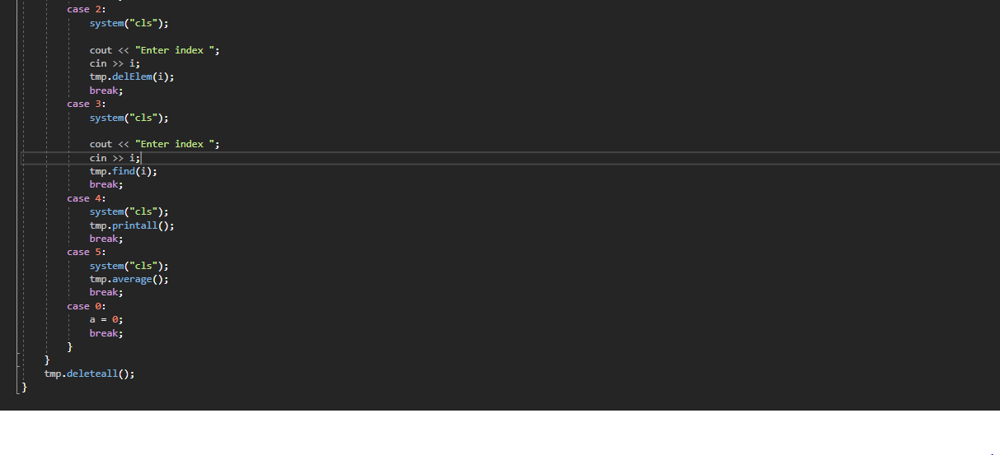 case 2:
system("cls");
cout << "Enter index ";
cin >> i;
tmp.delElem(i);
break;
case 3:
system("cls");
cout << "Enter index ";
cin >> i;
tmp.find(i);
break;
case 4:
system("cls");
tmp.printall();
break;
case 5:
system("cls");
tmp.average();
break;
case 0:
a = 0;
break;
}
}
tmp.deleteall();
}